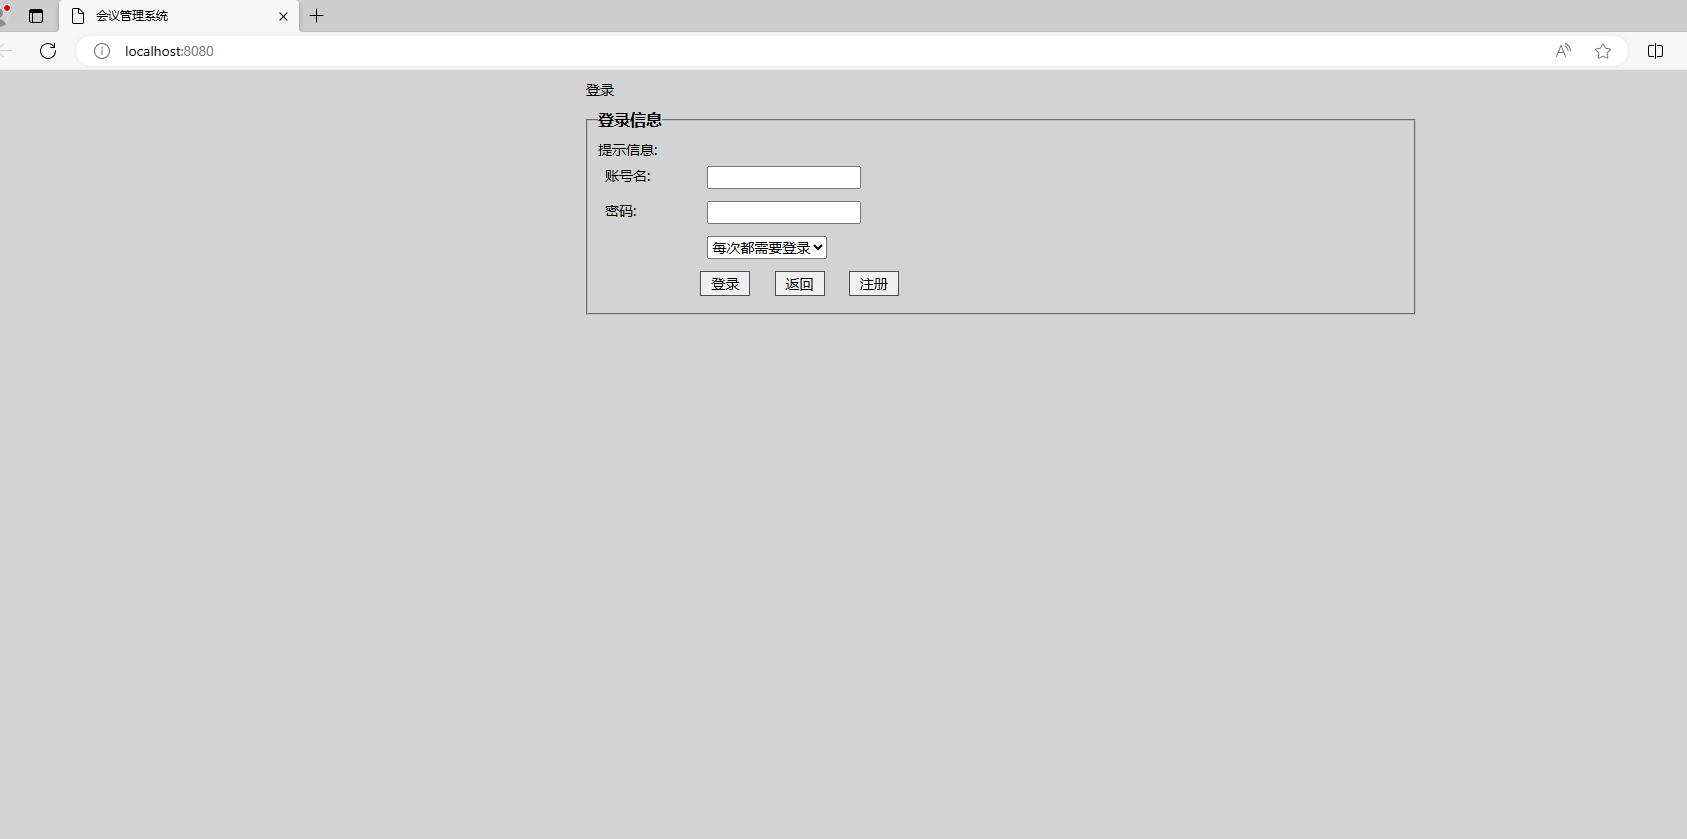 会议管理系统
localhost:8080
登录
登录信息
提示信息:
账号名:
密码:
每次都需要登录
登录 返回 注册